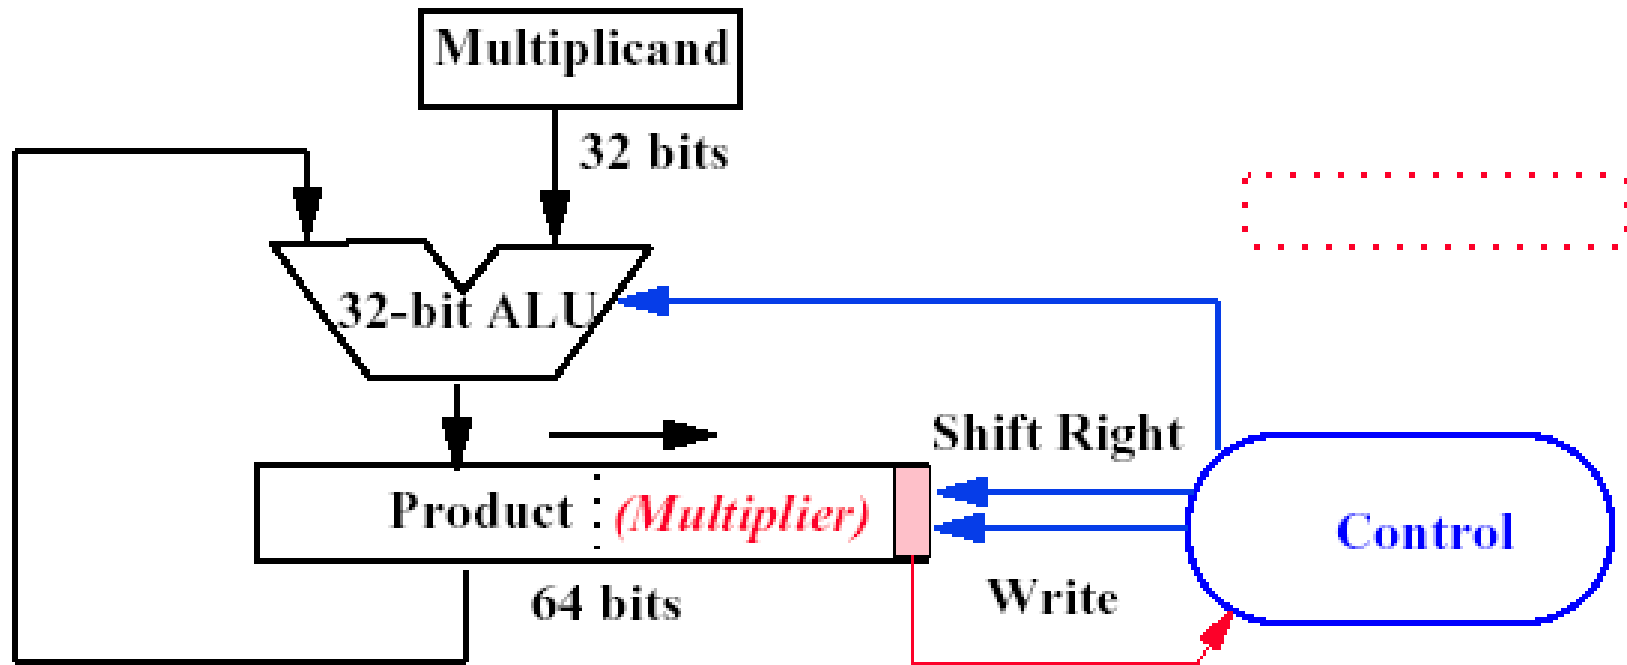 Multiplicand
32 bits
32-bit ALU
Shift Right
Product
(Multiplier)
Control
64 bits
Write